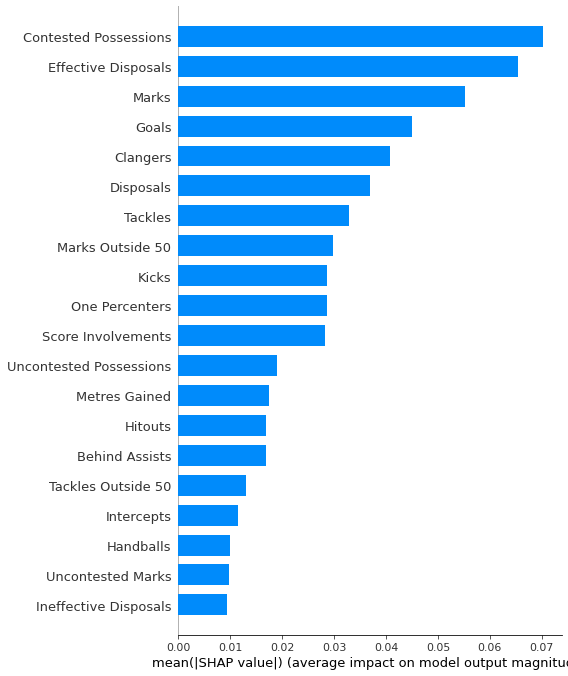 Contested Possessions
Effective Disposals
Marks
Goals
Clangers
Disposals
Tackles
Marks Outside 50
Kicks
One Percenters
Score Involvements
Uncontested Possessions
Metres Gained
Hitouts
Behind Assists
Tackles Outside 50
Intercepts
Handballs
Uncontested Marks
Ineffective Disposals
0.00 0.01 0.02 0.03 0.04 0.05 0.06 0.07
mean(|SHAP value|) (average impact on model output magnitud